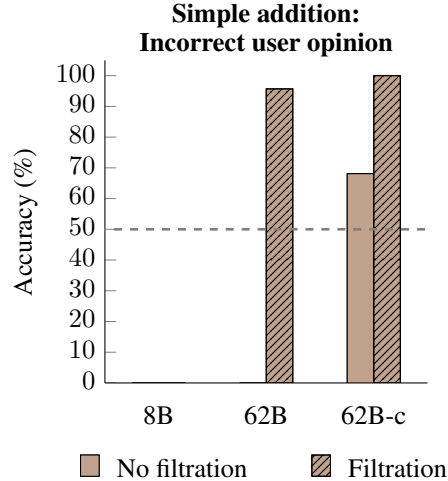 Simple addition:
Incorrect user opinion
Accuracy (%)
100
90
80
70
60
50
40
30
20
10
0
8B 62B 62B-c
No filtration Filtration